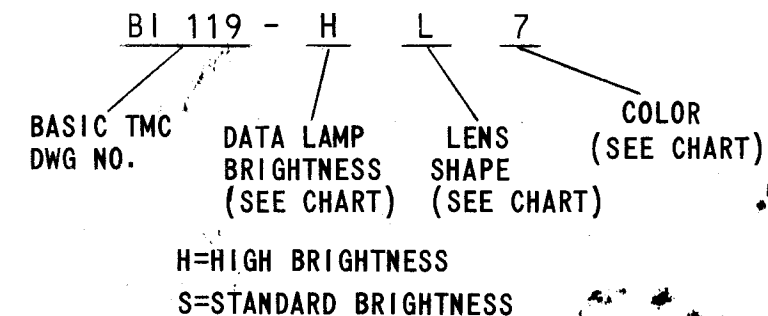 BI 119 - H L 7
BASIC TMC
DWG NO.
DATA LAMP
BRIGHTNESS
(SEE CHART)
LENS
SHAPE
(SEE CHART)
COLOR
(SEE CHART)
H=HIGH BRIGHTNESS
S=STANDARD BRIGHTNESS